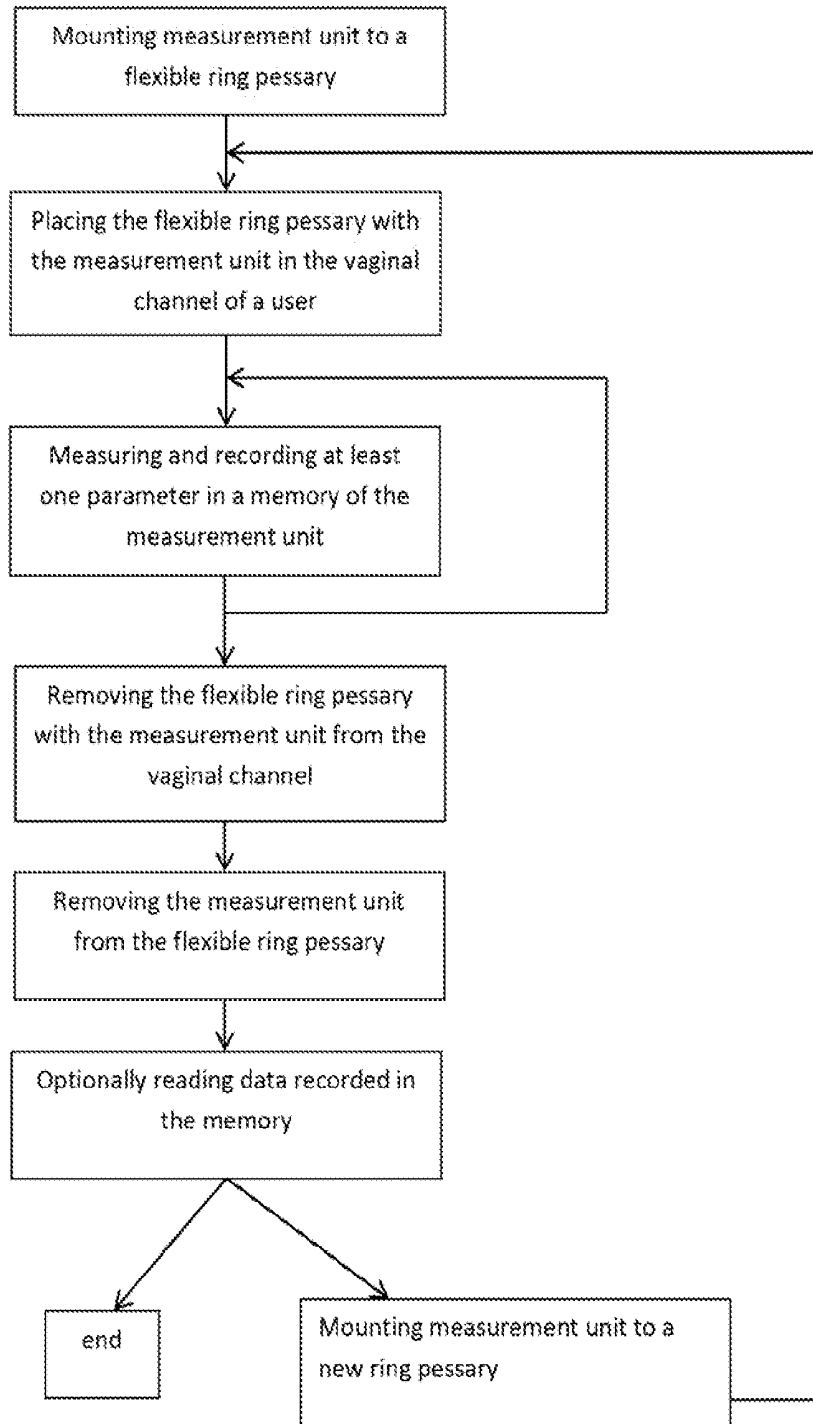 Mounting measurement unit to a
flexible ring pessary
Placing the flexible ring pessary with
the measurement unit in the vaginal
channel of a user
Measuring and recording at least
one parameter in a memory of the
measurement unit
Removing the flexible ring pessary
with the measurement unit from the
vaginal channel
Removing the measurement unit
from the flexible ring pessary
Optionally reading data recorded in
the memory
end
Mounting measurement unit to a
new ring pessary